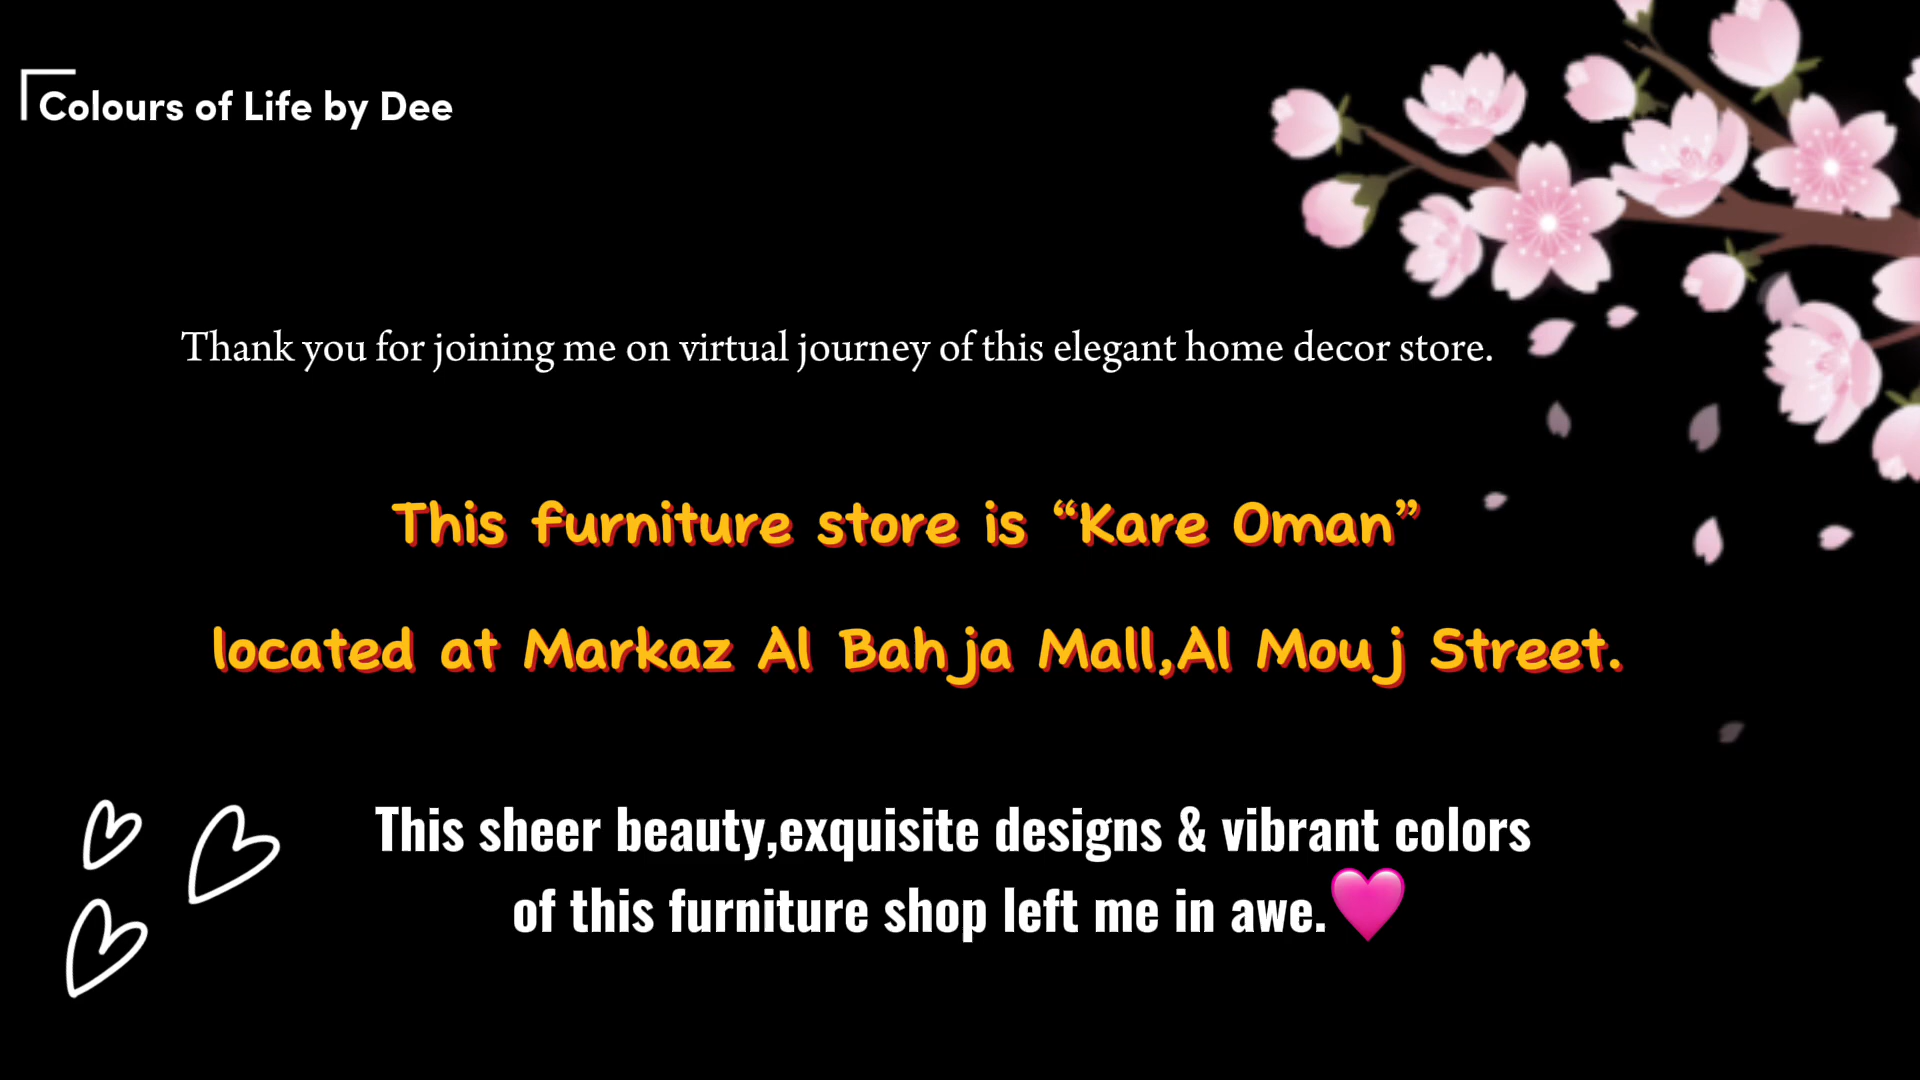 Colours of Life by Dee
Thank you for joining me on virtual journey of this elegant home decor store.
This furniture store is “Kare Oman”
located at Markaz Al Bahja Mall,Al Mouj Street.
This sheer beauty,exquisite designs & vibrant colors
of this furniture shop left me in awe.🩷